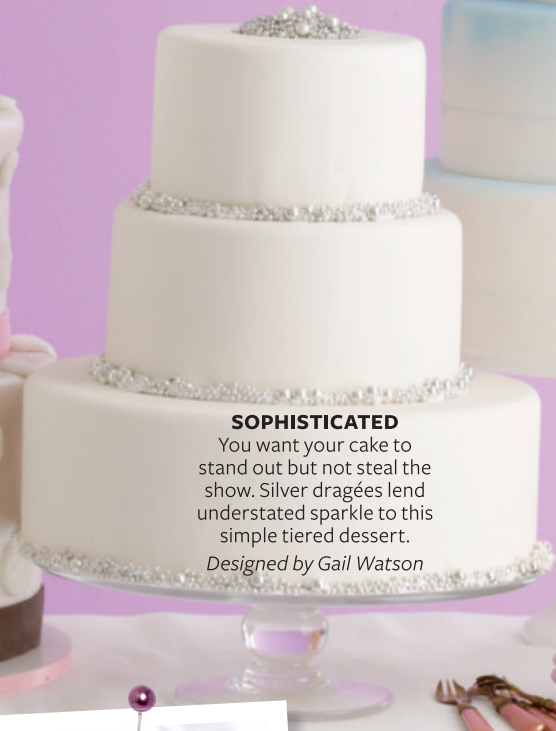 SOPHISTICATED
You want your cake to
stand out but not steal the
show. Silver dragées lend
understated sparkle to this
simple tiered dessert.
Designed by Gail Watson